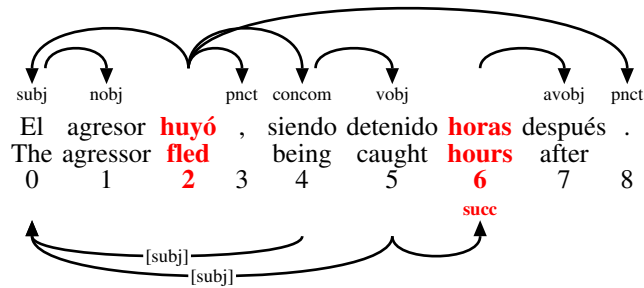 subj nobj pnct concom vobj avobj pnct
El agresor huyó , siendo detenido horas después .
The agressor fled being caught hours after
0 1 2 3 4 5 6 7 8
succ
[subj]
[subj]